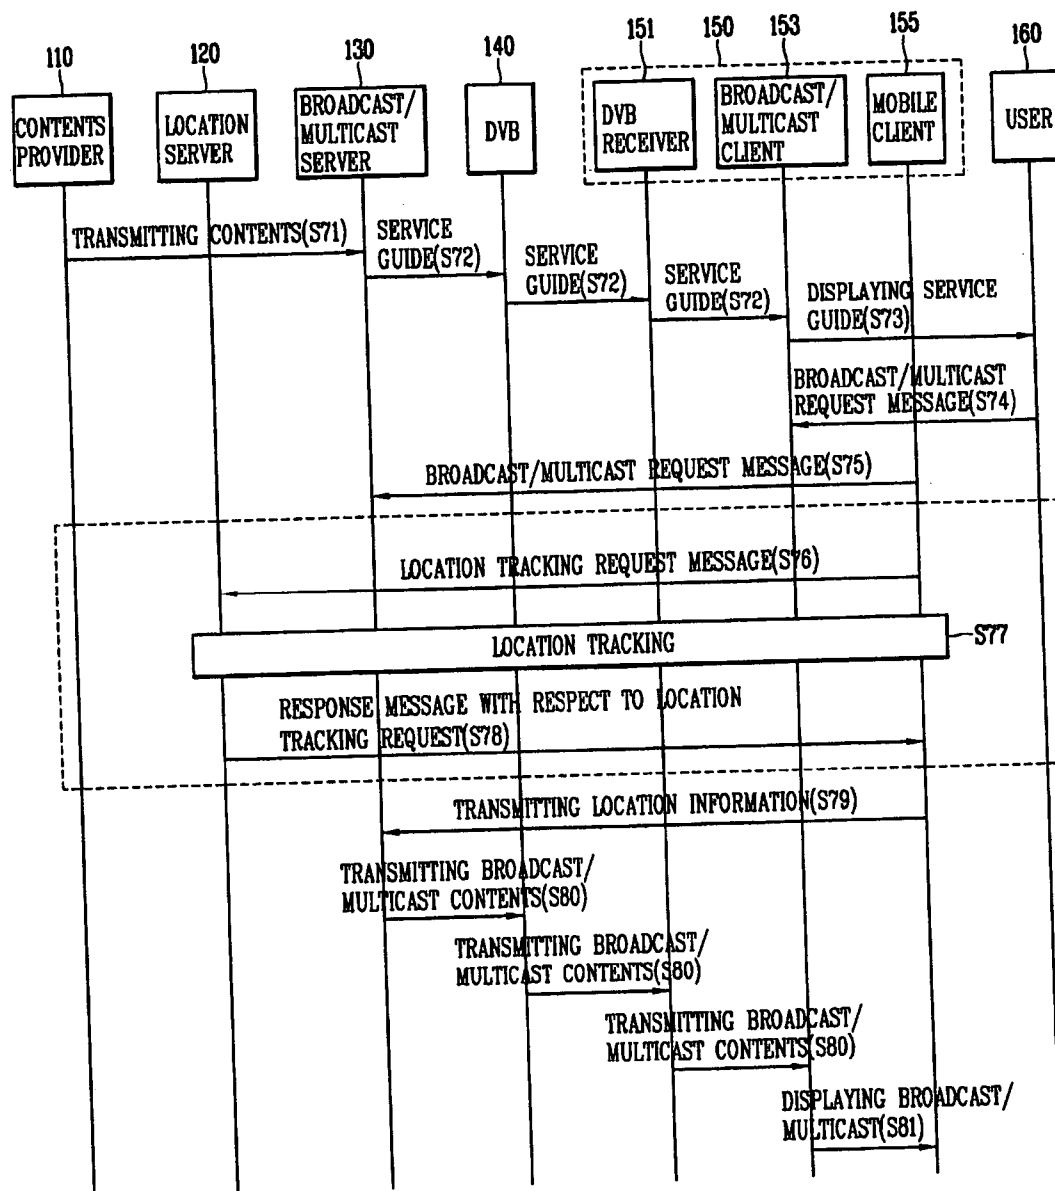 110
120
130
140
151
150
153
155
160
CONTENTS
PROVIDER
LOCATION
SERVER
BROADCAST/
MULTICAST
SERVER
DVB
DVB
RECEIVER
BROADCAST/
MULTICAST
CLIENT
MOBILE
CLIENT
USER
TRANSMITTING CONTENTS(S71)
SERVICE
GUIDE(S72)
SERVICE
GUIDE(S72)
SERVICE
GUIDE(S72)
DISPLAYING SERVICE
GUIDE(S73)
BROADCAST/MULTICAST
REQUEST MESSAGE(S74)
BROADCAST/MULTICAST REQUEST MESSAGE(S75)
LOCATION TRACKING REQUEST MESSAGE(S76)
LOCATION TRACKING
S77
RESPONSE MESSAGE WITH RESPECT TO LOCATION
TRACKING REQUEST(S78)
TRANSMITTING LOCATION INFORMATION(S79)
TRANSMITTING BROADCAST/
MULTICAST CONTENTS(S80)
TRANSMITTING BROADCAST/
MULTICAST CONTENTS(S80)
TRANSMITTING BROADCAST/
MULTICAST CONTENTS(S80)
DISPLAYING BROADCAST/
MULTICAST(S81)